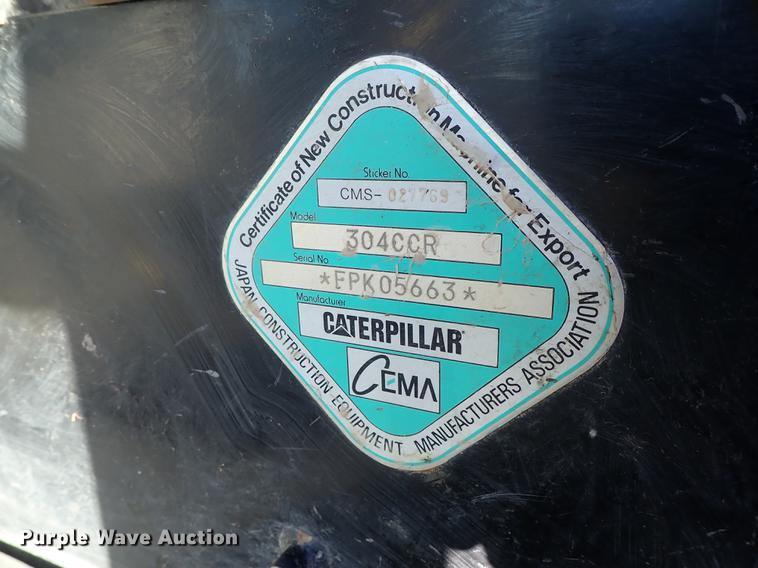 Certificate of New Construction Machine for Export
Sticker No.
CMS- 027769
Model
304CCR
Serial No
*FPK05663*
Manufacturer
CATERPILLAR
CEMA
JAPAN CONSTRUCTION EQUIPMENT MANUFACTURERS ASSOCIATION
Purple Wave Auction